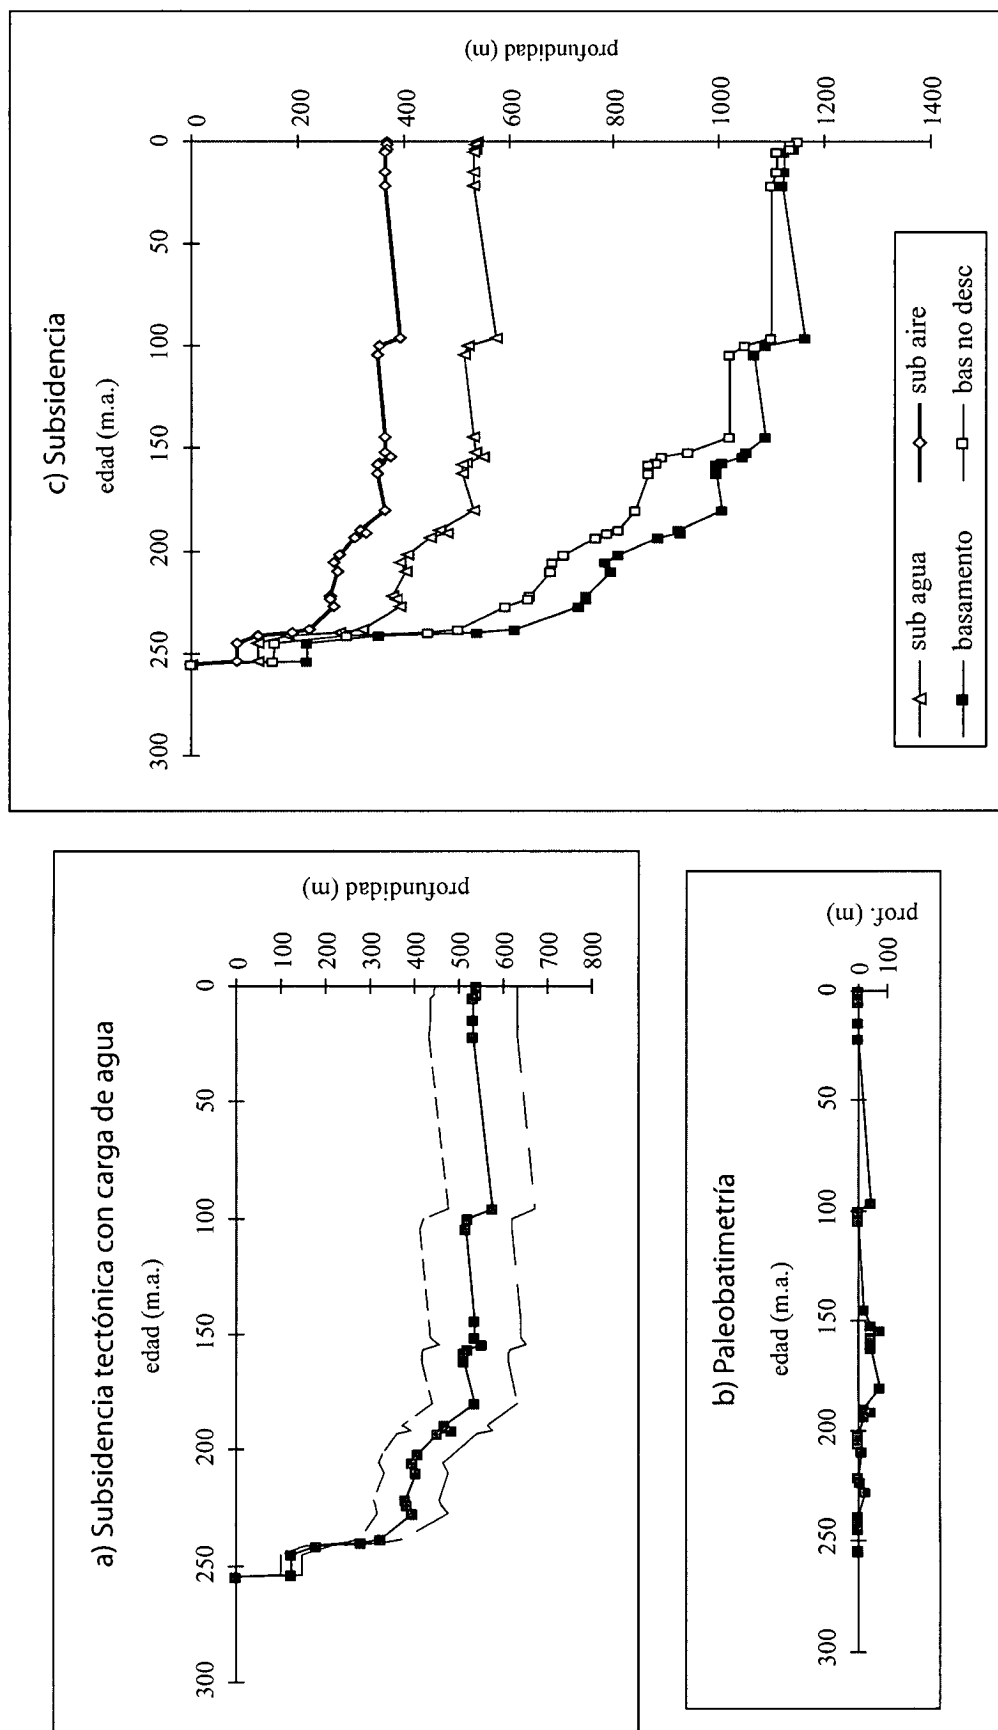 a) Subsidencia tectónica con carga de agua
edad (m.a.)
300 250 200 150 100 50 0
0
100
200
300
400
500
600
700
800
profundidad (m)
b) Paleobatimetría
edad (m.a.)
300 250 200 150 100 50 0
0
100
prof. (m)
c) Subsidencia
edad (m.a.)
300 250 200 150 100 50 0
0
200
400
600
800
1000
1200
1400
profundidad (m)
sub agua sub aire
basamento bas no desc